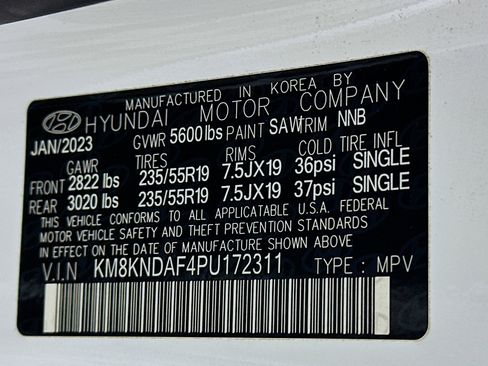 MANUFACTURED IN KOREA BY
HYUNDAI MOTOR COMPANY
JAN/2023 GVWR 5600 lbs PAINT SAW TRIM NNB
GAWR TIRES RIMS COLD TIRE INFL
FRONT 2822 lbs 235/55R19 7.5JX19 36psi SINGLE
REAR 3020 lbs 235/55R19 7.5JX19 37psi SINGLE
THIS VEHICLE CONFORMS TO ALL APPLICABLE U.S.A. FEDERAL
MOTOR VEHICLE SAFETY AND THEFT PREVENTION STANDARDS
IN EFFECT ON THE DATE OF MANUFACTURE SHOWN ABOVE.
V.I.N KM8KNDAF4PU172311 TYPE : MPV